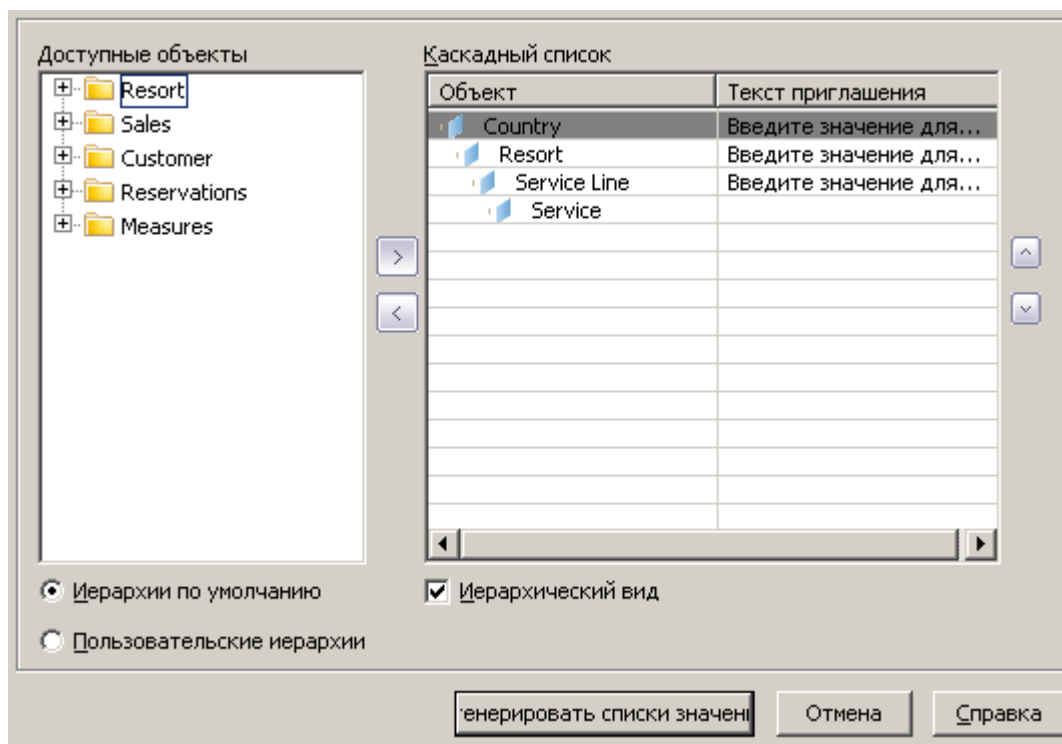 Доступные объекты
Resort
Sales
Customer
Reservations
Measures
Иерархии по умолчанию
Пользовательские иерархии
Каскадный список
Объект Текст приглашения
Country Введите значение для...
Resort Введите значение для...
Service Line Введите значение для...
Service
Иерархический вид
енерировать списки значен
Отмена
Справка